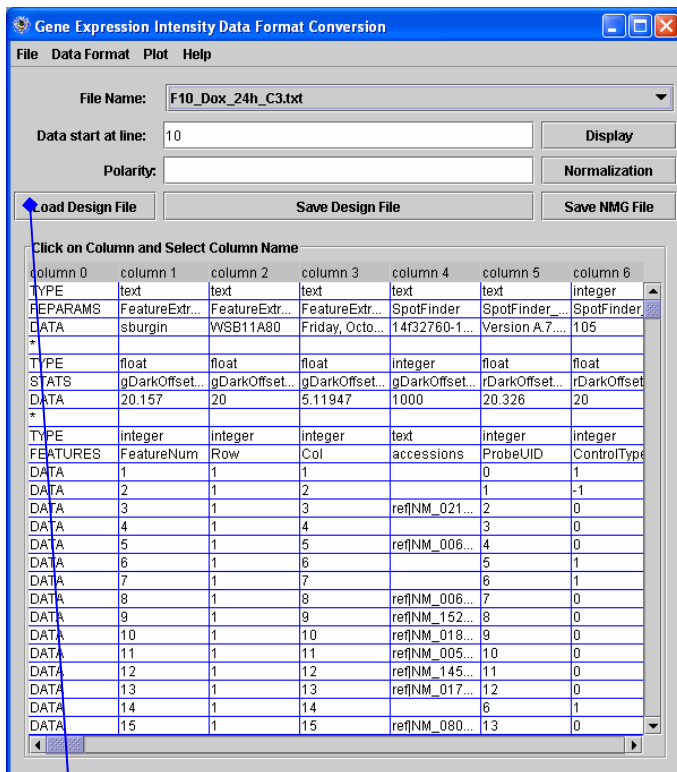 Gene Expression Intensity Data Format Conversion
File Data Format Plot Help
File Name: F10_Dox_24h_C3.txt
Data start at line: 10 Display
Polarity: Normalization
Load Design File Save Design File Save NMG File
Click on Column and Select Column Name
column 0 column 1 column 2 column 3 column 4 column 5 column 6
TYPE text text text text text integer
FEPARAMS FeatureExtr... FeatureExtr... FeatureExtr... SpotFinder SpotFinder_... SpotFinder_
DATA sburgin WSB11A80 Friday, Octo... 14f32760-1... Version A.7.... 105
*
TYPE float float float integer float float
STATS gDarkOffset... gDarkOffset... gDarkOffset... gDarkOffset... rDarkOffset... rDarkOffset
DATA 20.157 20 5.11947 1000 20.326 20
*
TYPE integer integer integer text integer integer
FEATURES FeatureNum Row Col accessions ProbeUID ControlType
DATA 1 1 1 0 1
DATA 2 1 2 1 -1
DATA 3 1 3 ref|NM_021... 2 0
DATA 4 1 4 3 0
DATA 5 1 5 ref|NM_006... 4 0
DATA 6 1 6 5 1
DATA 7 1 7 6 1
DATA 8 1 8 ref|NM_006... 7 0
DATA 9 1 9 ref|NM_152... 8 0
DATA 10 1 10 ref|NM_018... 9 0
DATA 11 1 11 ref|NM_005... 10 0
DATA 12 1 12 ref|NM_145... 11 0
DATA 13 1 13 ref|NM_017... 12 0
DATA 14 1 14 6 1
DATA 15 1 15 ref|NM_080... 13 0